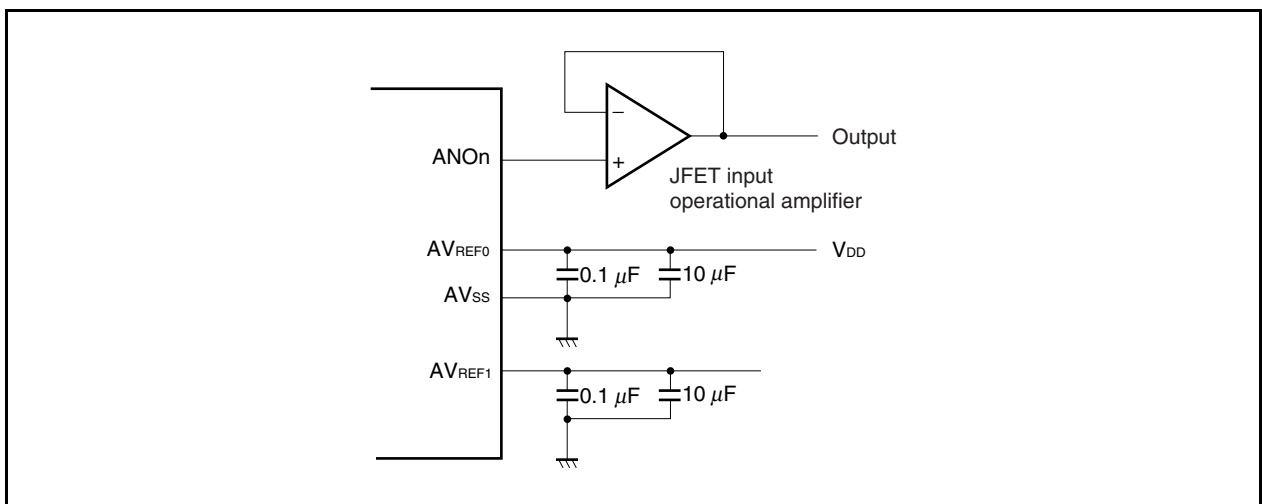 −
ANOn
+
Output
JFET input
operational amplifier
AVREF0
VDD
0.1 μF
10 μF
AVSS
AVREF1
0.1 μF
10 μF